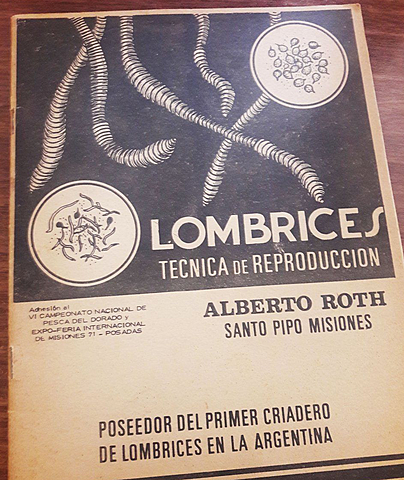 LOMBRICES
TECNICA DE REPRODUCCION
Adhesión al
VI CAMPEONATO NACIONAL DE
PESCA DEL DORADO y
EXPO-FERIA INTERNACIONAL
DE MISIONES 71 - POSADAS
ALBERTO ROTH
SANTO PIPO MISIONES
POSEEDOR DEL PRIMER CRIADERO
DE LOMBRICES EN LA ARGENTINA